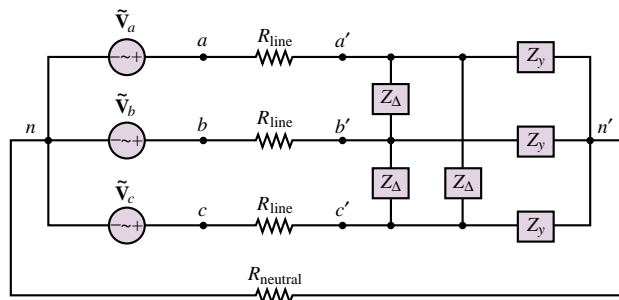 Ṽa
a Rline a′
−~+ Zy
ZΔ
Ṽb
n b Rline b′ n′
−~+ Zy
ZΔ ZΔ
Ṽc
c Rline c′
−~+ Zy
Rneutral